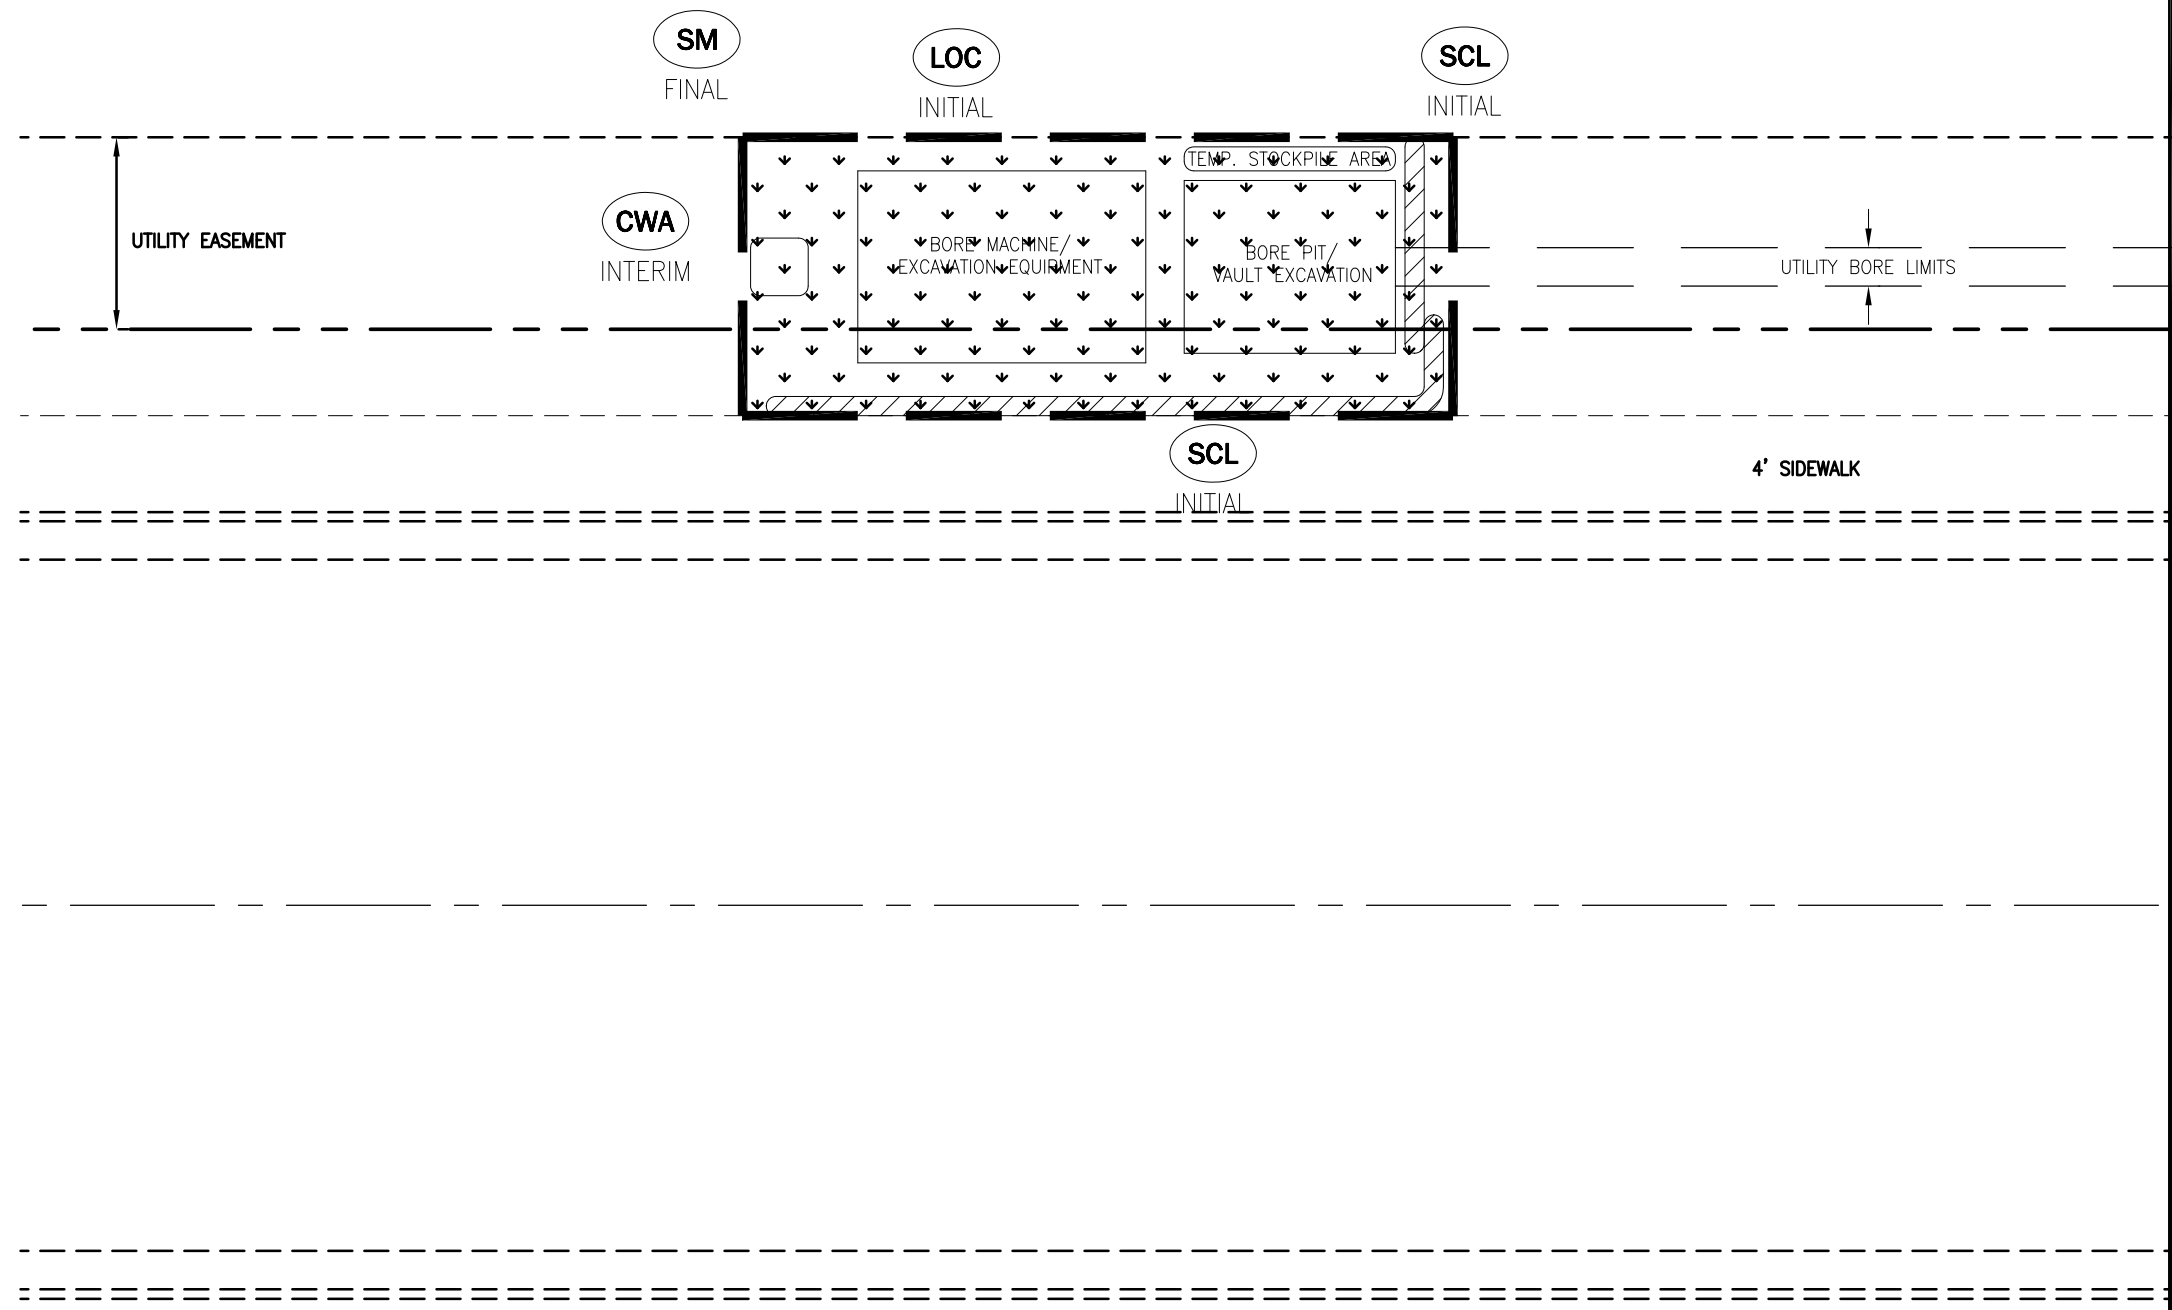 SM
FINAL
LOC
INITIAL
SCL
INITIAL
TEMP. STOCKPILE AREA
CWA
INTERIM
UTILITY EASEMENT
BORE MACHINE/
EXCAVATION EQUIPMENT
BORE PIT/
VAULT EXCAVATION
UTILITY BORE LIMITS
SCL
INITIAL
4' SIDEWALK